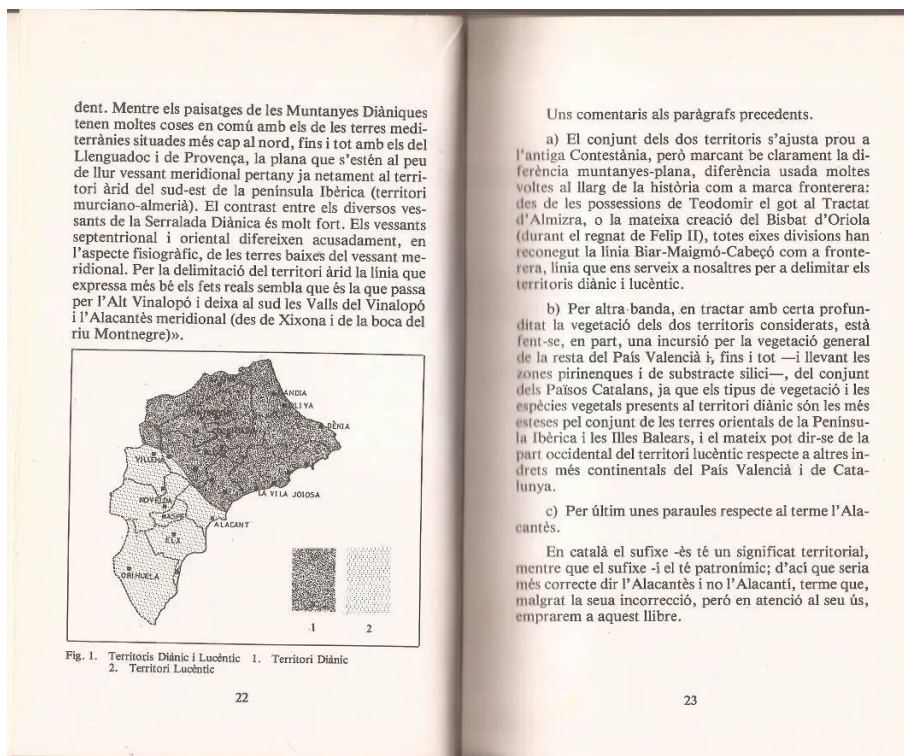 dent. Mentre els paisatges de les Muntanyes Diàniques
tenen moltes coses en comú amb els de les terres medi-
terrànies situades més cap al nord, fins i tot amb els del
Llenguadoc i de Provença, la plana que s'estén al peu
de llur vessant meridional pertany ja netament al terri-
tori àrid del sud-est de la península Ibèrica (territori
murciano-almerià). El contrast entre els diversos ves-
sants de la Serralada Diànica és molt fort. Els vessants
septentrional i oriental difereixen acusadament, en
l'aspecte fisiogràfic, de les terres baixes del vessant me-
ridional. Per la delimitació del territori àrid la línia que
expressa més bé els fets reals sembla que és la que passa
per l'Alt Vinalopó i deixa al sud les Valls del Vinalopó
i l'Alacantès meridional (des de Xixona i de la boca del
riu Montnegre)».
GANDIA
OLIVA
DÈNIA
VILLENA
LA VILA JOIOSA
NOVELDA
ASPE
ALACANT
ELX
ORIHUELA
1 2
Fig. 1. Territoris Diànic i Lucèntic 1. Territori Diànic
2. Territori Lucèntic
22
Uns comentaris als paràgrafs precedents.
a) El conjunt dels dos territoris s'ajusta prou a
l'antiga Contestània, però marcant be clarament la di-
ferència muntanyes-plana, diferència usada moltes
voltes al llarg de la història com a marca fronterera:
des de les possessions de Teodomir el got al Tractat
d'Almizra, o la mateixa creació del Bisbat d'Oriola
(durant el regnat de Felip II), totes eixes divisions han
reconegut la línia Biar-Maigmó-Cabeçó com a fronte-
rera, línia que ens serveix a nosaltres per a delimitar els
territoris diànic i lucèntic.
b) Per altra banda, en tractar amb certa profun-
ditat la vegetació dels dos territoris considerats, està
fent-se, en part, una incursió per la vegetació general
de la resta del País Valencià i, fins i tot —i llevant les
zones pirinenques i de substracte silici—, del conjunt
dels Països Catalans, ja que els tipus de vegetació i les
espècies vegetals presents al territori diànic són les més
esteses pel conjunt de les terres orientals de la Penínsu-
la Ibèrica i les Illes Balears, i el mateix pot dir-se de la
part occidental del territori lucèntic respecte a altres in-
drets més continentals del País Valencià i de Cata-
lunya.
c) Per últim unes paraules respecte al terme l'Ala-
cantès.
En català el sufixe -ès té un significat territorial,
mentre que el sufixe -í el té patronímic; d'ací que seria
més correcte dir l'Alacantès i no l'Alacantí, terme que,
malgrat la seua incorrecció, peró en atenció al seu ús,
emprarem a aquest llibre.
23